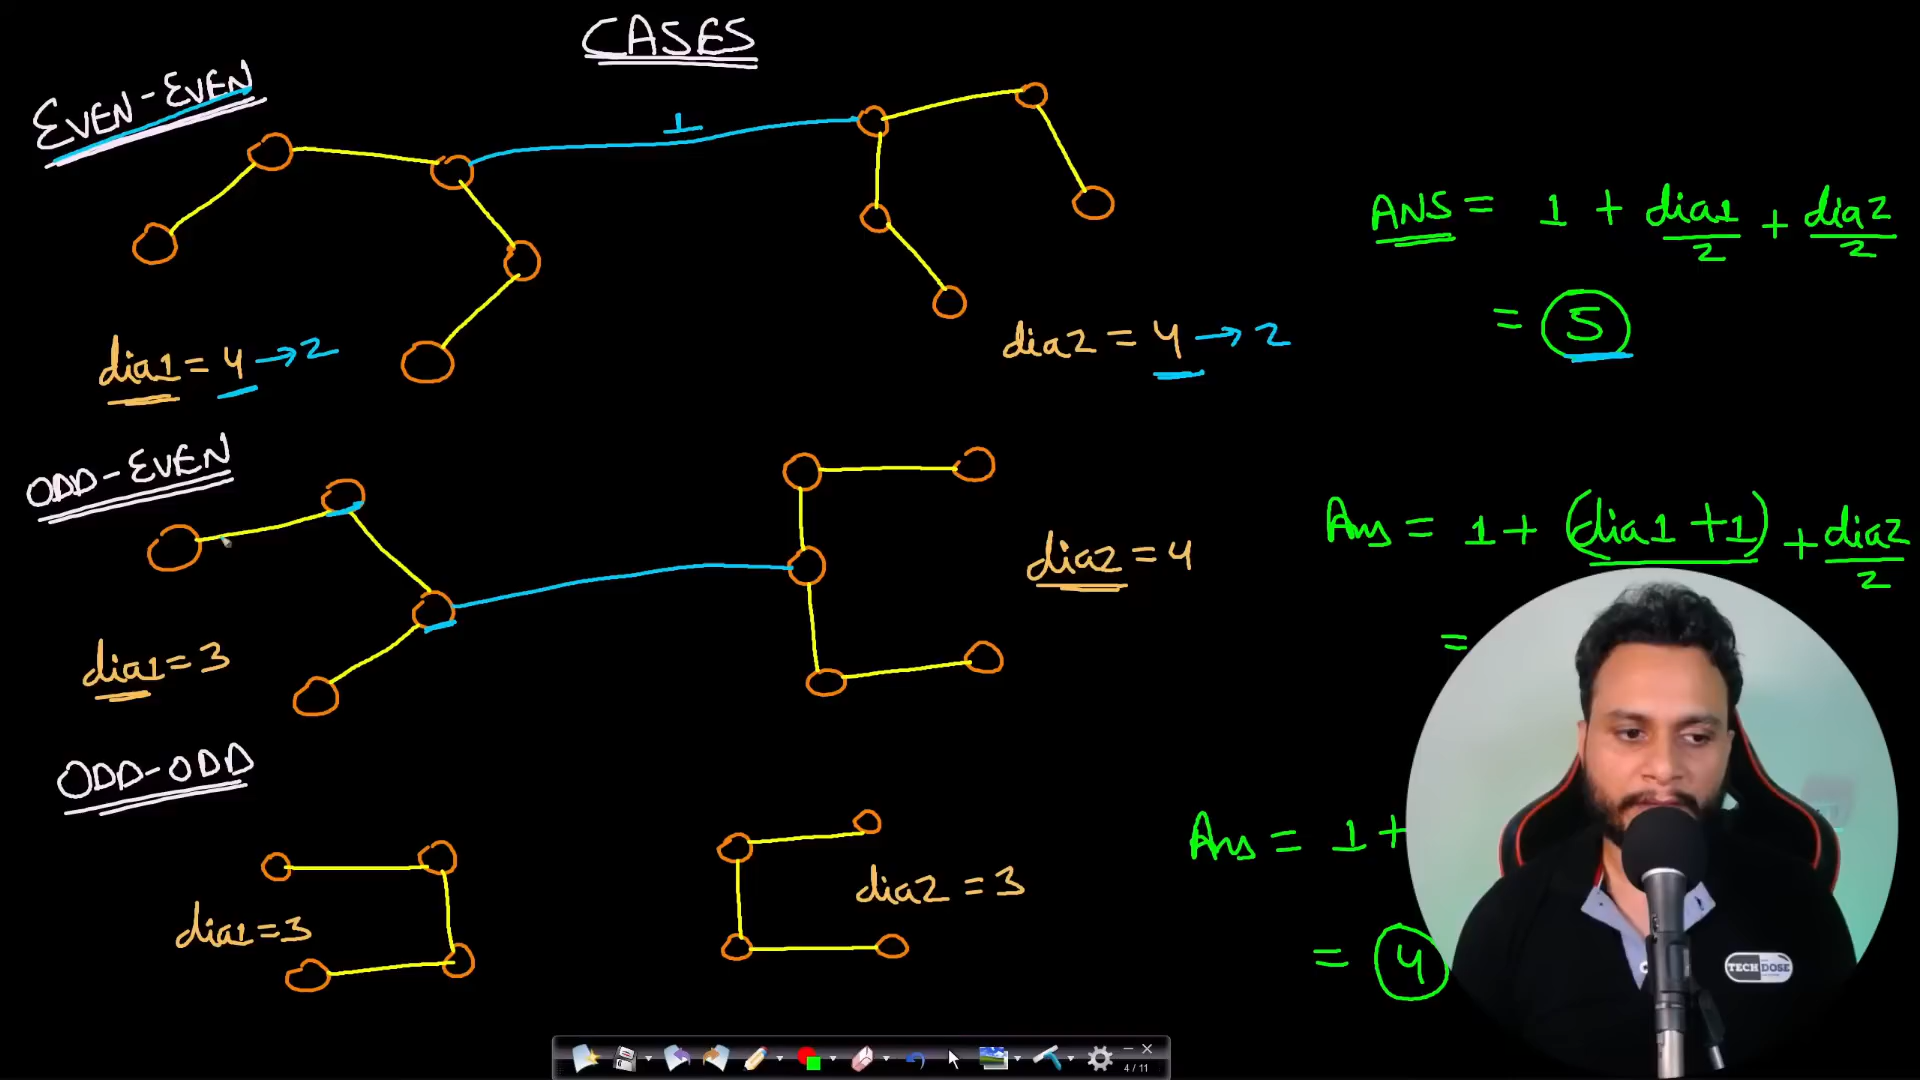 CASES
EVEN-EVEN
1
ANS = 1 + dia1/2 + dia2/2
= 5
dia1 = 4 → 2
dia2 = 4 → 2
ODD-EVEN
Ans = 1 + (dia1 +1) + dia2/2
dia2 = 4
=
dia1 = 3
ODD-ODD
Ans = 1 +
dia2 = 3
dia1 = 3
= 4
TECH DOSE
4 / 11